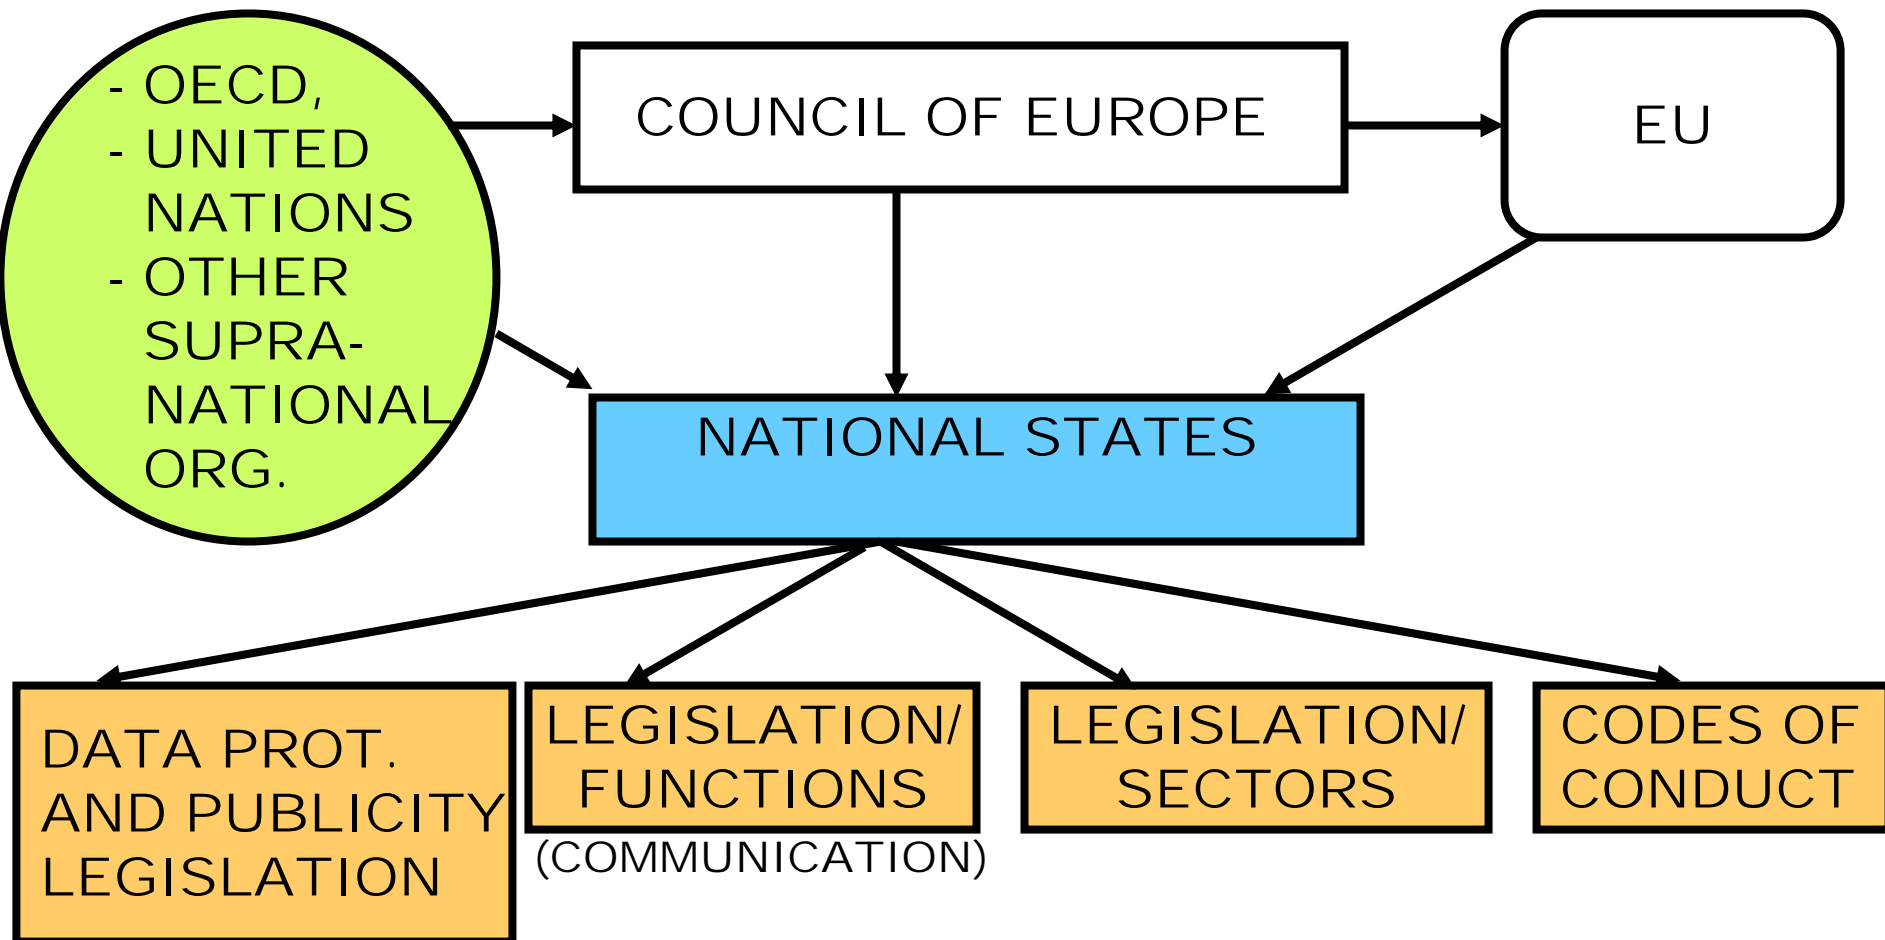 - OECD,
- UNITED
NATIONS
- OTHER
SUPRA-
NATIONAL
ORG.
COUNCIL OF EUROPE
EU
NATIONAL STATES
DATA PROT.
AND PUBLICITY
LEGISLATION
LEGISLATION/
FUNCTIONS
(COMMUNICATION)
LEGISLATION/
SECTORS
CODES OF
CONDUCT